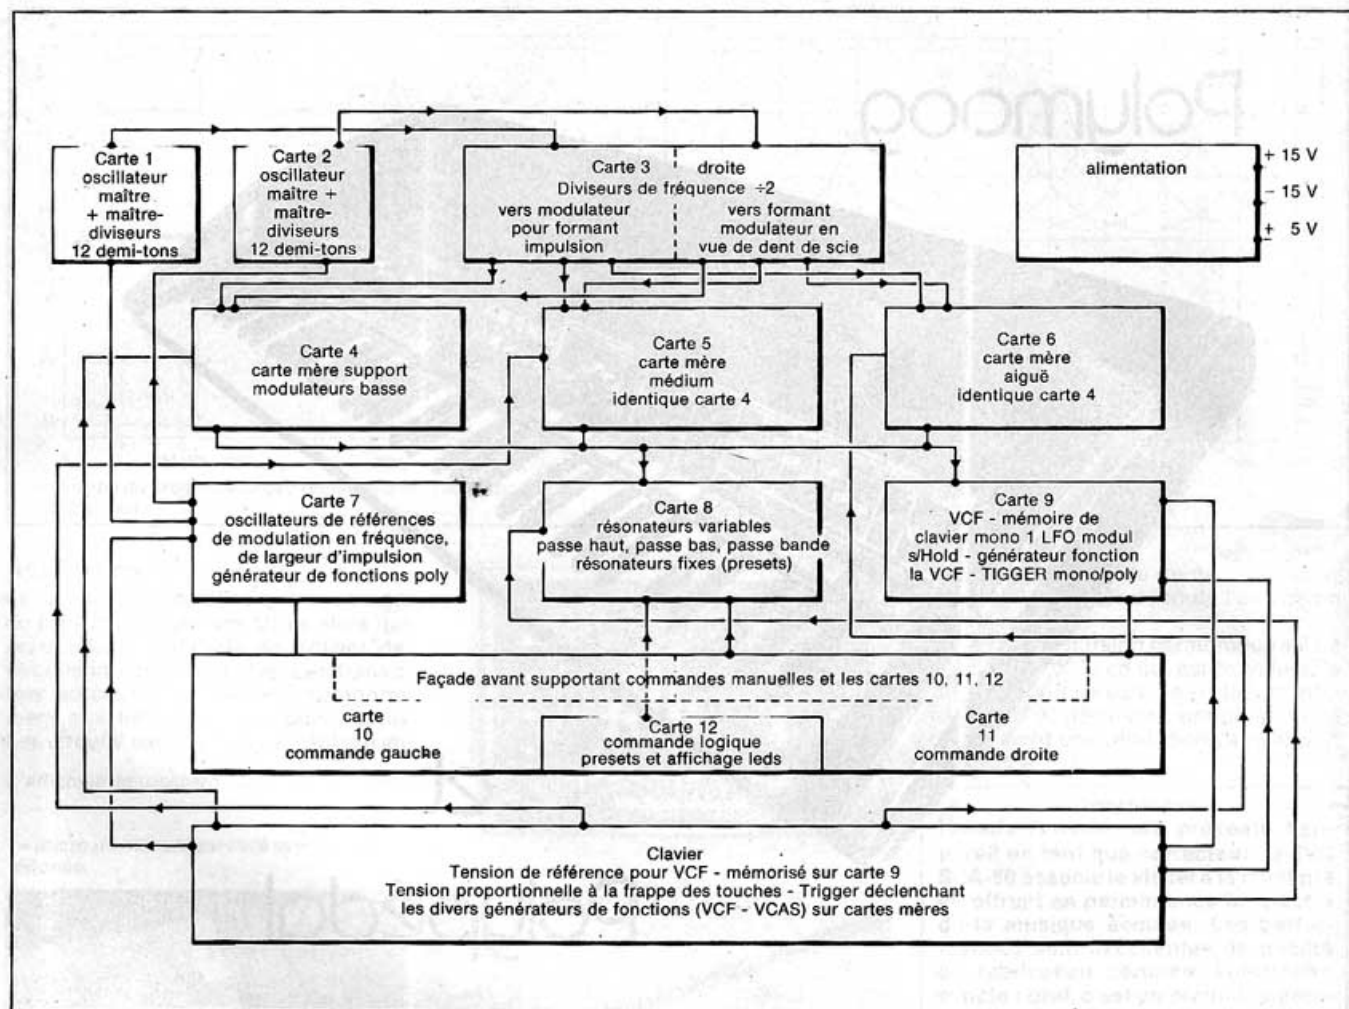 Polymoog
Carte 1
oscillateur
maître
+ maître-
diviseurs
12 demi-tons
Carte 2
oscillateur
maître +
maître-
diviseurs
12 demi-tons
Carte 3
droite
Diviseurs de fréquence ÷2
vers modulateur
pour formant
impulsion
vers formant
modulateur en
vue de dent de scie
alimentation
+ 15 V
− 15 V
± 5 V
Carte 4
carte mère support
modulateurs basse
Carte 5
carte mère
médium
identique carte 4
Carte 6
carte mère
aiguë
identique carte 4
Carte 7
oscillateurs de références
de modulation en fréquence,
de largeur d'impulsion
générateur de fonctions poly
Carte 8
résonateurs variables
passe haut, passe bas, passe bande
résonateurs fixes (presets)
Carte 9
VCF - mémoire de
clavier mono 1 LFO modul
s/Hold - générateur fonction
la VCF - TIGGER mono/poly
Façade avant supportant commandes manuelles et les cartes 10, 11, 12
carte
10
commande gauche
Carte 12
commande logique
presets et affichage leds
Carte
11
commande droite
Clavier
Tension de référence pour VCF - mémorisé sur carte 9
Tension proportionnelle à la frappe des touches - Trigger déclenchant
les divers générateurs de fonctions (VCF - VCAS) sur cartes mères